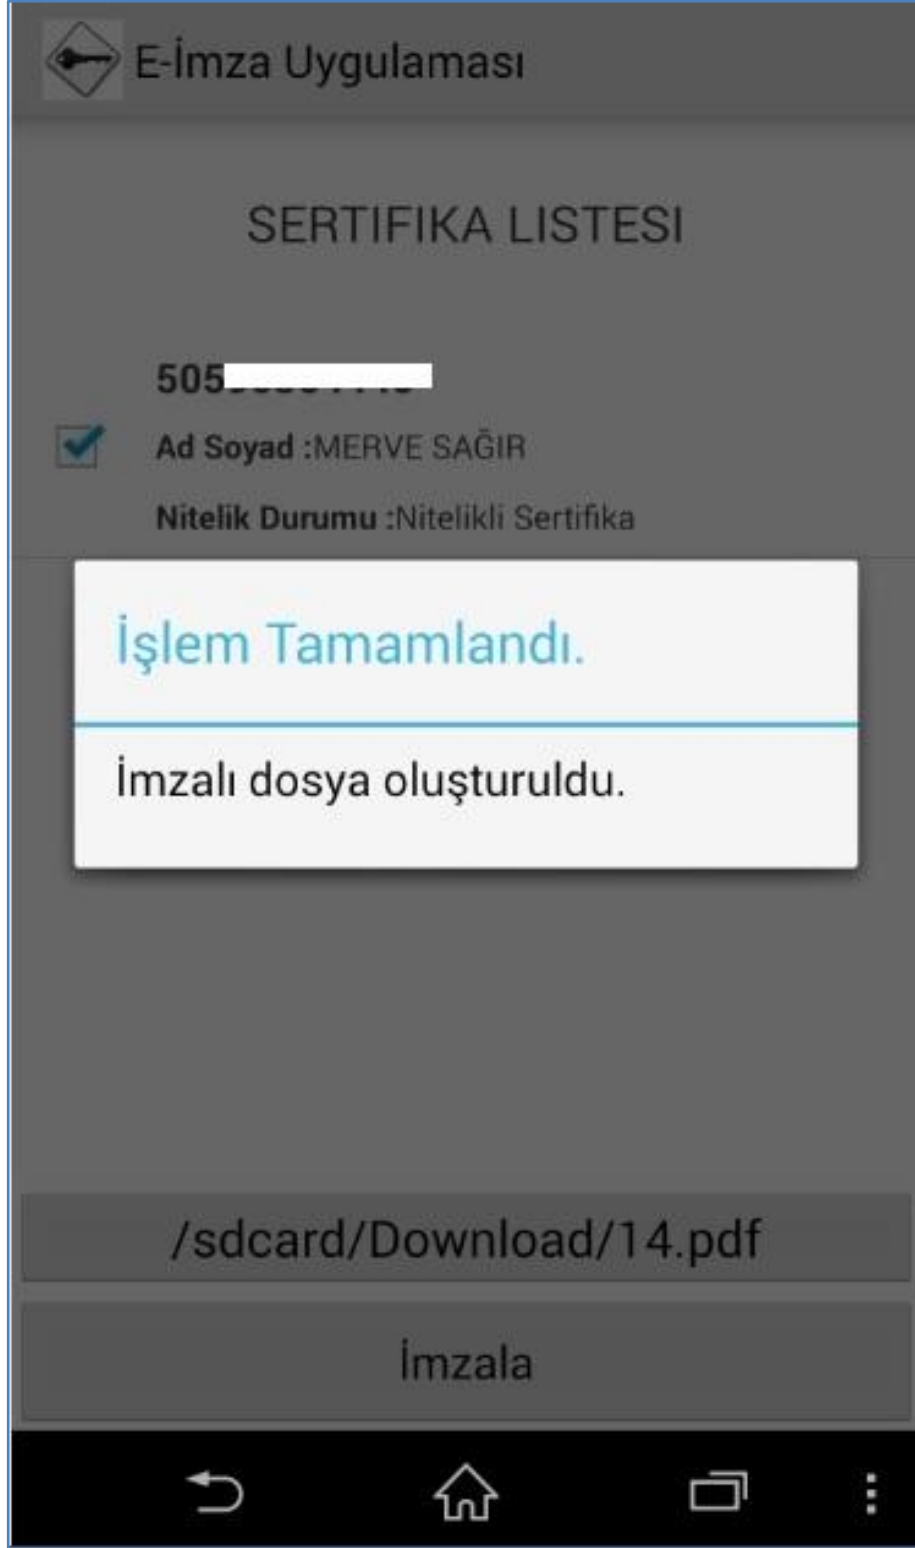 E-İmza Uygulaması
SERTIFIKA LISTESI
505
Ad Soyad :MERVE SAĞIR
Nitelik Durumu :Nitelikli Sertifika
İşlem Tamamlandı.
İmzalı dosya oluşturuldu.
/sdcard/Download/14.pdf
İmzala